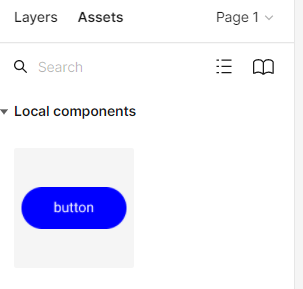 Layers Assets Page 1
Search
Local components
button